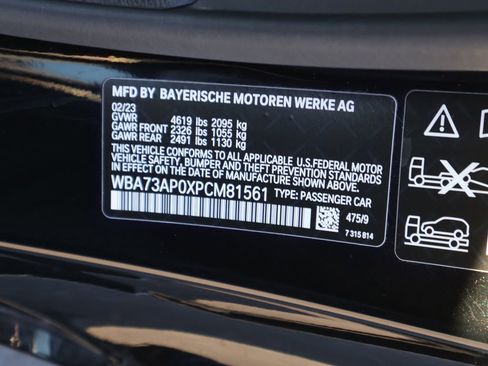 MFD BY BAYERISCHE MOTOREN WERKE AG
02/23
GVWR 4619 lbs 2095 kg
GAWR FRONT 2326 lbs 1055 kg
GAWR REAR 2491 lbs 1130 kg
THIS VEHICLE CONFORMS TO ALL APPLICABLE U.S.FEDERAL MOTOR
VEHICLE SAFETY, BUMPER, AND THEFT PREVENTION STANDARDS
IN EFFECT ON THE DATE OF MANUFACTURE SHOWN ABOVE.
WBA73AP0XPCM81561 TYPE: PASSENGER CAR
475/9
7 315 814